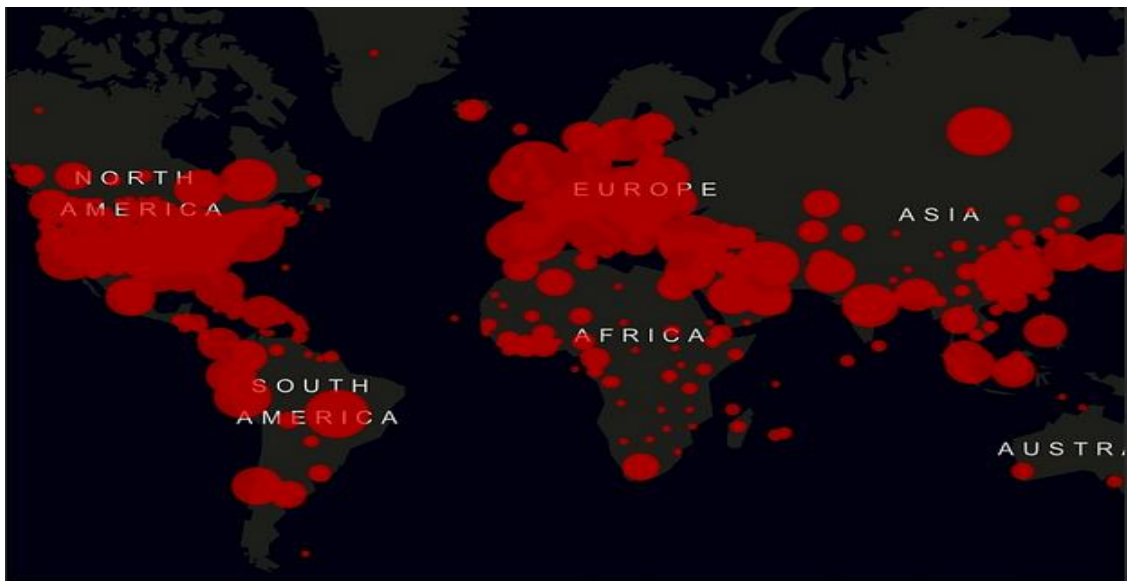 NORTH
AMERICA
EUROPE
ASIA
AFRICA
SOUTH
AMERICA
AUSTRA